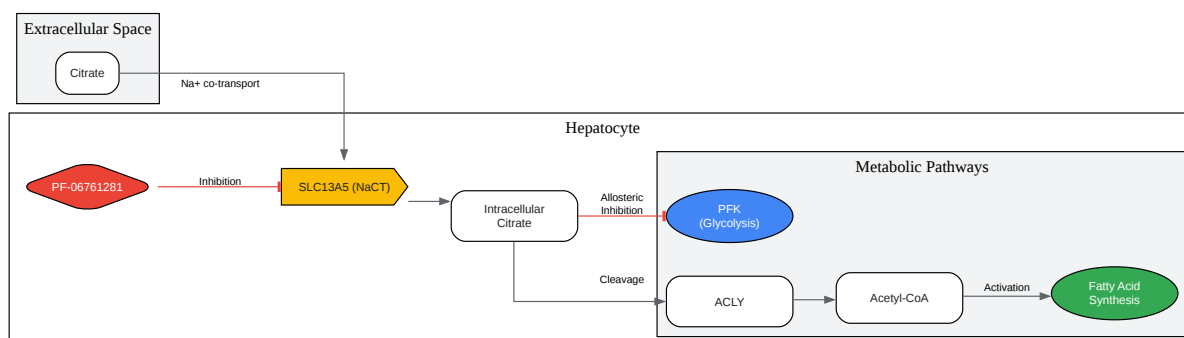 Extracellular Space
Citrate
Na+ co-transport
Hepatocyte
PF-06761281
Inhibition
SLC13A5 (NaCT)
Intracellular
Citrate
Allosteric
Inhibition
Metabolic Pathways
PFK
(Glycolysis)
Cleavage
ACLY
Acetyl-CoA
Activation
Fatty Acid
Synthesis